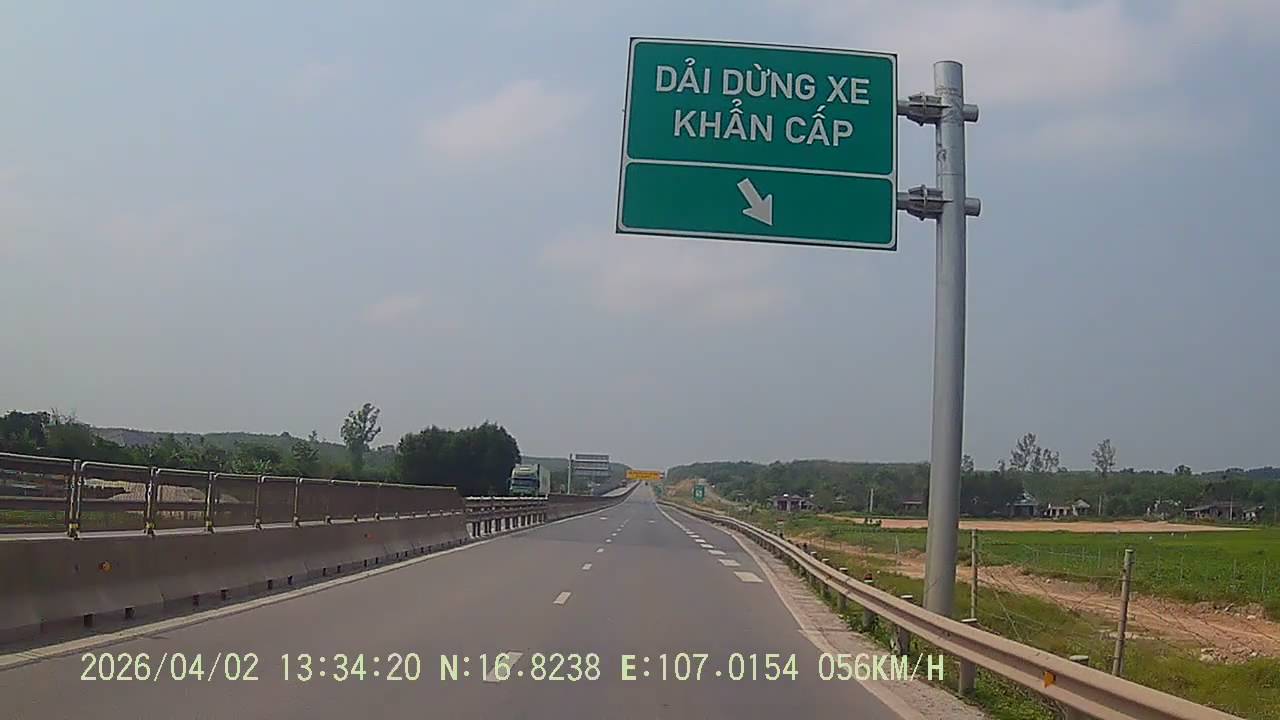 DẢI DỪNG XE
KHẨN CẤP
2026/04/02 13:34:20 N:16.8238 E:107.0154 056KM/H